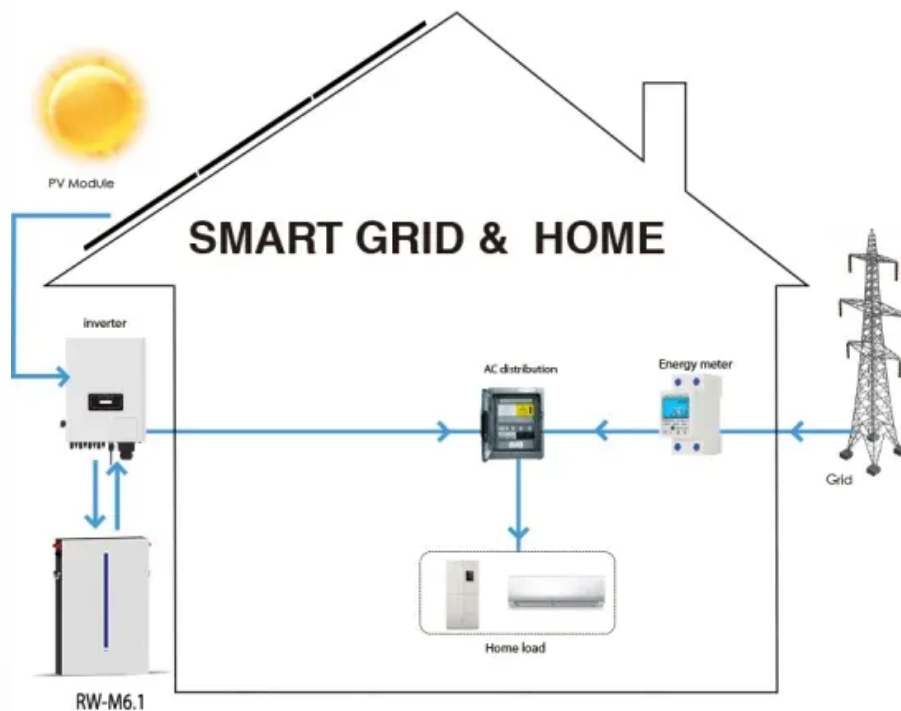 PV Module
SMART GRID & HOME
inverter
AC distribution
Energy meter
Grid
Home load
RW-M6.1